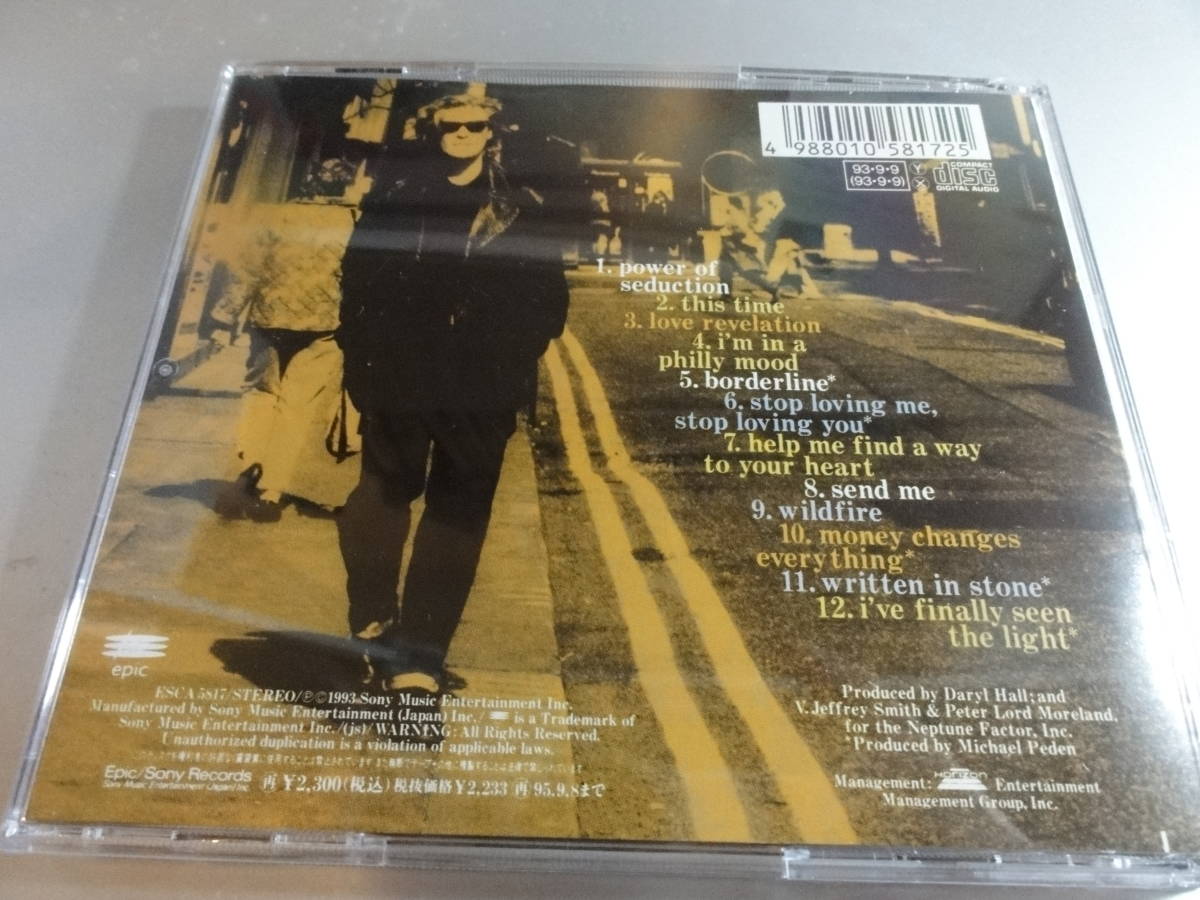 4 988010 581725
93・9・9
(93・9・9)
Y
X
COMPACT
disc
DIGITAL AUDIO
1. power of
seduction
2. this time
3. love revelation
4. i'm in a
philly mood
5. borderline*
6. stop loving me,
stop loving you*
7. help me find a way
to your heart
8. send me
9. wildfire
10. money changes
everything*
11. written in stone*
12. i've finally seen
the light*
epic
ESCA 5817/STEREO/Ⓟ©1993 Sony Music Entertainment Inc.
Manufactured by Sony Music Entertainment (Japan) Inc./ is a Trademark of
Sony Music Entertainment Inc./(js)/WARNING: All Rights Reserved.
Unauthorized duplication is a violation of applicable laws.
Epic/Sony Records
Sony Music Entertainment (Japan) Inc.
再 ¥2,300(税込) 税抜価格¥2,233 再 95.9.8まで
Produced by Daryl Hall; and
V. Jeffrey Smith & Peter Lord Moreland,
for the Neptune Factor, Inc.
*Produced by Michael Peden
Management: Horizon Entertainment
Management Group, Inc.